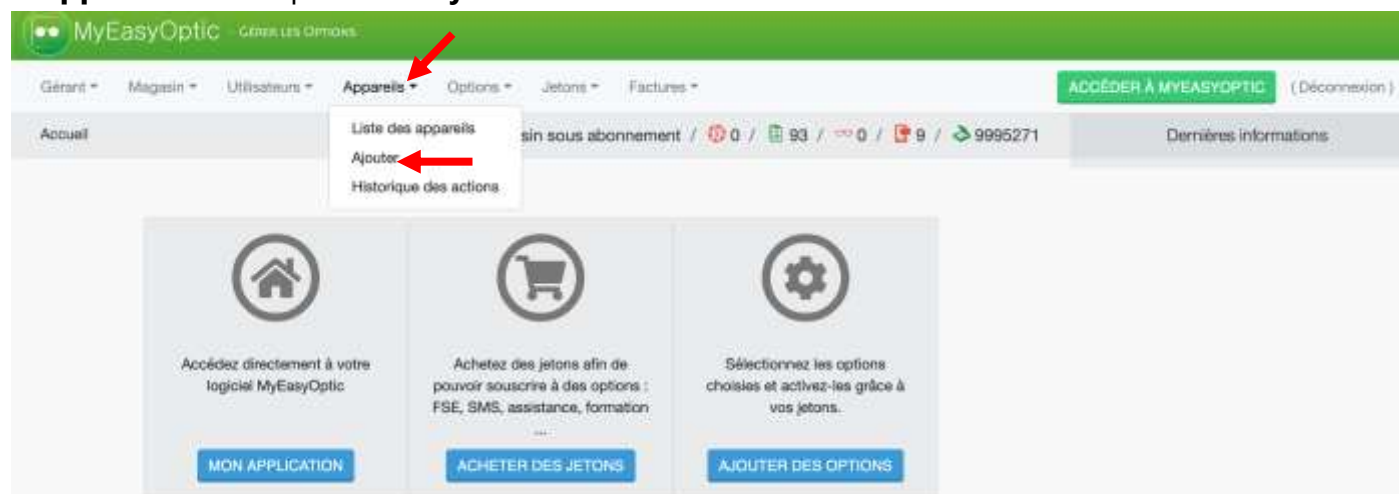 MyEasyOptic - GÉRER LES OPTIONS
Gérant Magasin Utilisateurs Appareils Options Jetons Factures ACCÉDER À MYEASYOPTIC (Déconnexion)
Accueil sin sous abonnement / 0 / 93 / 0 / 9 / 9995271 Dernières informations
Liste des appareils
Ajouter
Historique des actions
Accédez directement à votre
logiciel MyEasyOptic
MON APPLICATION
Achetez des jetons afin de
pouvoir souscrire à des options :
FSE, SMS, assistance, formation
...
ACHETER DES JETONS
Sélectionnez les options
choisies et activez-les grâce à
vos jetons.
AJOUTER DES OPTIONS